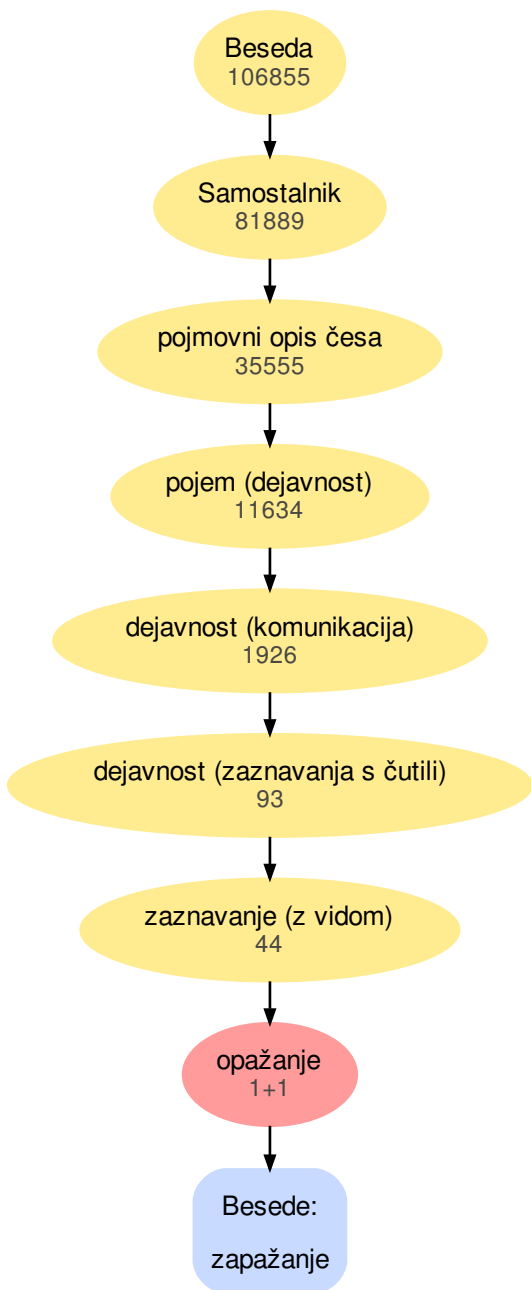 Beseda
106855
Samostalnik
81889
pojmovni opis česa
35555
pojem (dejavnost)
11634
dejavnost (komunikacija)
1926
dejavnost (zaznavanja s čutili)
93
zaznavanje (z vidom)
44
opažanje
1+1
Besede:
zapažanje